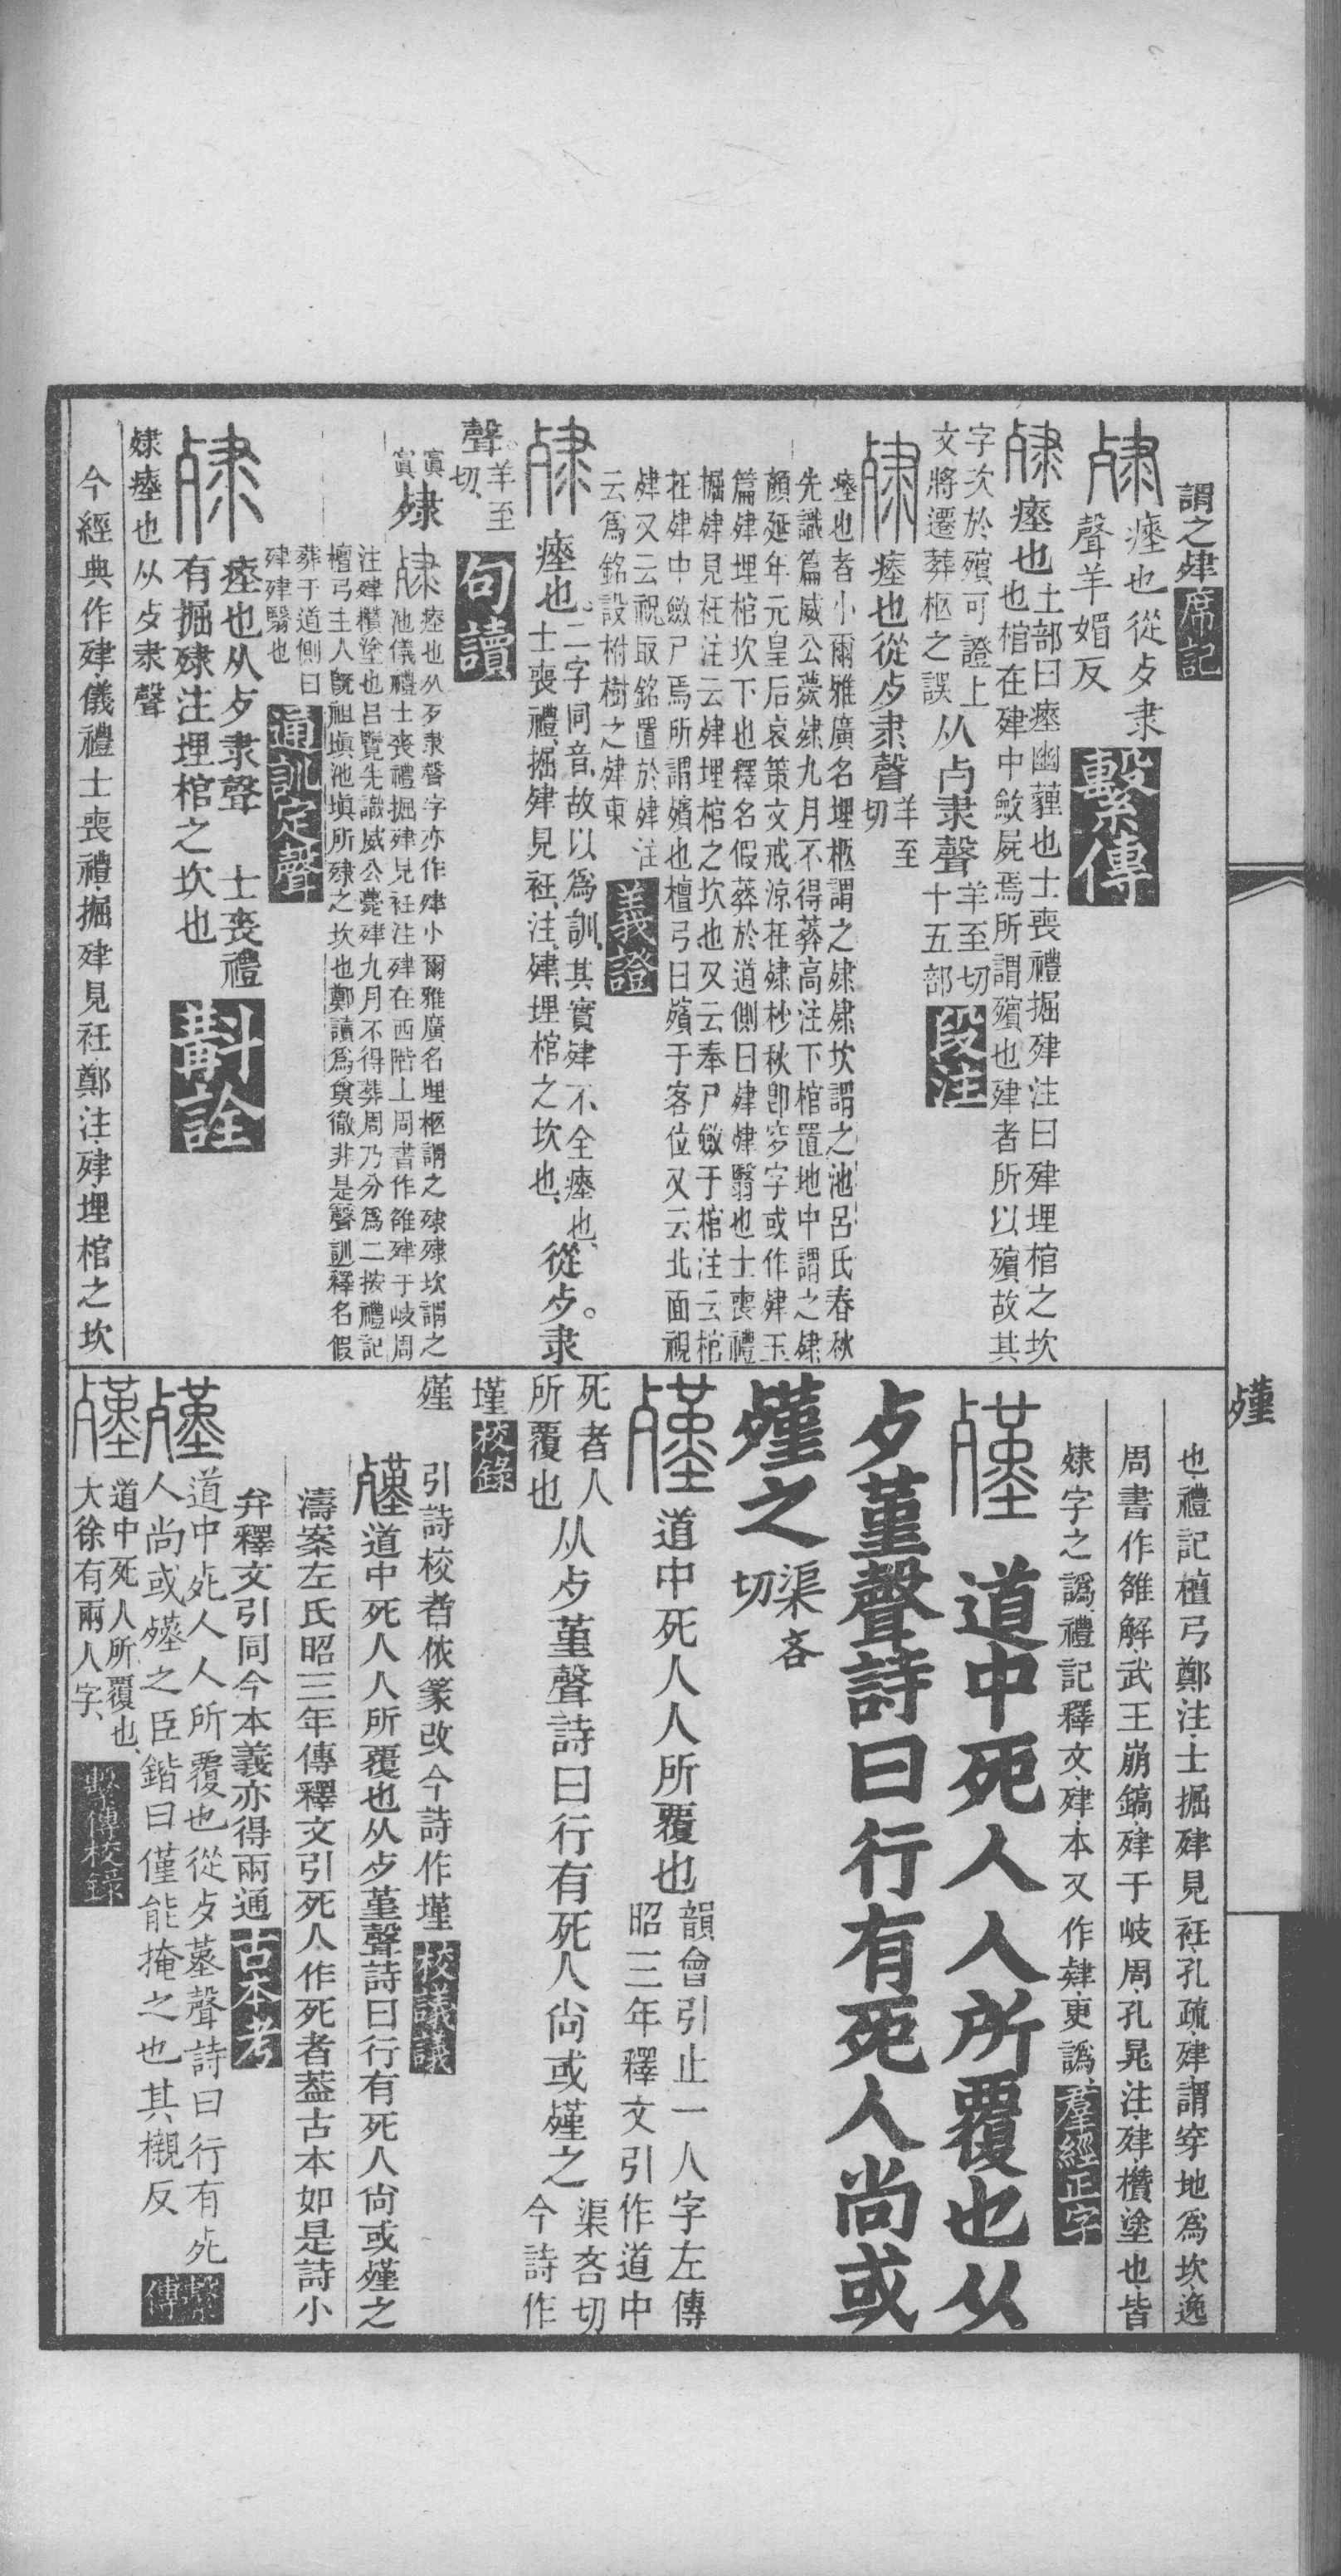 謂之肂席記
瘞也從歺隶
聲羊媚反繫傳
瘞也土部曰瘞幽薶也士喪禮掘肂注曰肂埋棺之坎
也棺在肂中斂屍焉所謂殯也肂者所以殯故其
字次於殯可證上
文將遷葬柩之誤从歺隶聲羊至切
十五部段注
瘞也從歺隶聲羊至
切
瘞也者小爾雅廣名埋柩謂之殔殔坎謂之池呂氏春秋
先識篇威公薨殔九月不得葬高注下棺置地中謂之殔
顏延年元皇后哀策文戒涼在殔杪秋卽穸字或作肂玉
篇肂埋棺坎下也釋名假葬於道側曰肂肂翳也士喪禮
掘肂見衽注云肂埋棺之坎也又云奉尸斂于棺注云棺
在肂中斂尸焉所謂殯也檀弓曰殯于客位又云北面視
肂又云祝取銘置於肂注
云爲銘設柎樹之肂東義證
瘞也二字同音故以爲訓其實肂不全瘞也從歺隶
士喪禮掘肂見衽注肂埋棺之坎也
聲羊至
切句讀
殔瘞也从歺隶聲字亦作肂小爾雅廣名埋柩謂之殔殔坎謂之
池儀禮士喪禮掘肂見衽注肂在西階上周書作雒肂于岐周
注肂欑塗也呂覽先識威公薨肂九月不得葬周乃分爲二按禮記
檀弓主人旣祖塡池塡所殔之坎也鄭讀爲奠徹非是聲訓釋名假
葬于道側曰
肂肂翳也通訓定聲
瘞也从歺隶聲 士喪禮
有掘殔注埋棺之坎也斠詮
殔瘞也从歺隶聲
今經典作肂儀禮士喪禮掘肂見衽鄭注肂埋棺之坎
殣
也禮記檀弓鄭注士掘肂見衽孔疏肂謂穿地爲坎逸
周書作雒解武王崩鎬肂于岐周孔晁注肂欑塗也皆
殔字之譌禮記釋文肂本又作肄更譌羣經正字
道中死人人所覆也从
歺堇聲詩曰行有死人尚或
殣之渠吝
切
道中死人人所覆也韻會引止一人字左傳
昭三年釋文引作道中
死者人
所覆也从歺堇聲詩曰行有死人尚或殣之渠吝切
今詩作
墐校錄
殣 引詩校者依篆改今詩作墐校議議
道中死人人所覆也从歺堇聲詩曰行有死人尚或殣之
濤案左氏昭三年傳釋文引死人作死者葢古本如是詩小
弁釋文引同今本義亦得兩通古本考
道中死人人所覆也從歺堇聲詩曰行有死
人尚或殣之臣鍇曰僅能掩之也其襯反繫傳
道中死人所覆也
大徐有兩人字繫傳校錄